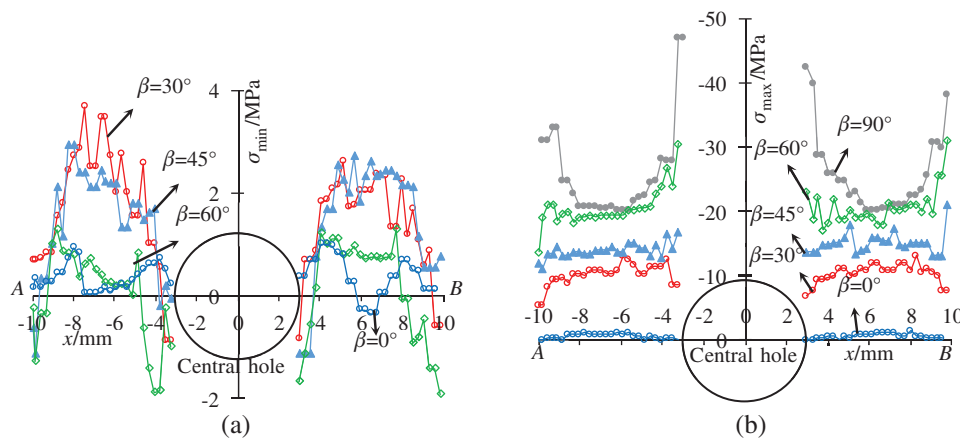 4
2
0
-2
σmin /MPa
β=30°
β=45°
β=60°
β=0°
A
B
-10 -8 -6 -4 -2 0 2 4 6 8 10
x/mm
Central hole
(a)
-50
-40
-30
-20
-10
0
σmax /MPa
β=90°
β=60°
β=45°
β=30°
β=0°
-10 -8 -6 -4 -2 0 2 4 6 8 10
A
Central hole
x/mm
B
(b)